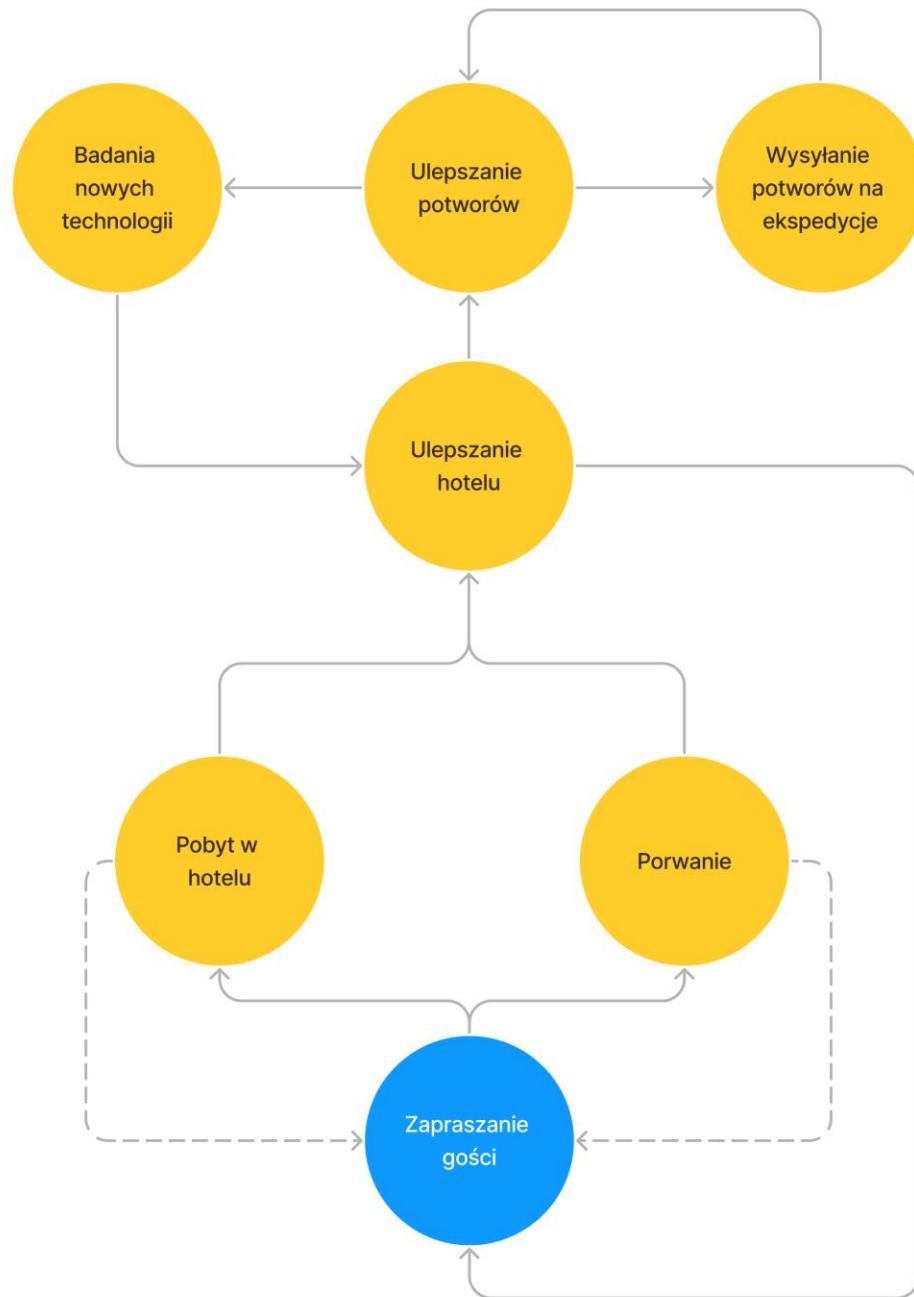 Badania
nowych
technologii
Ulepszanie
potworów
Wysyłanie
potworów na
ekspedycje
Ulepszanie
hotelu
Pobyt w
hotelu
Porwanie
Zapraszanie
gości